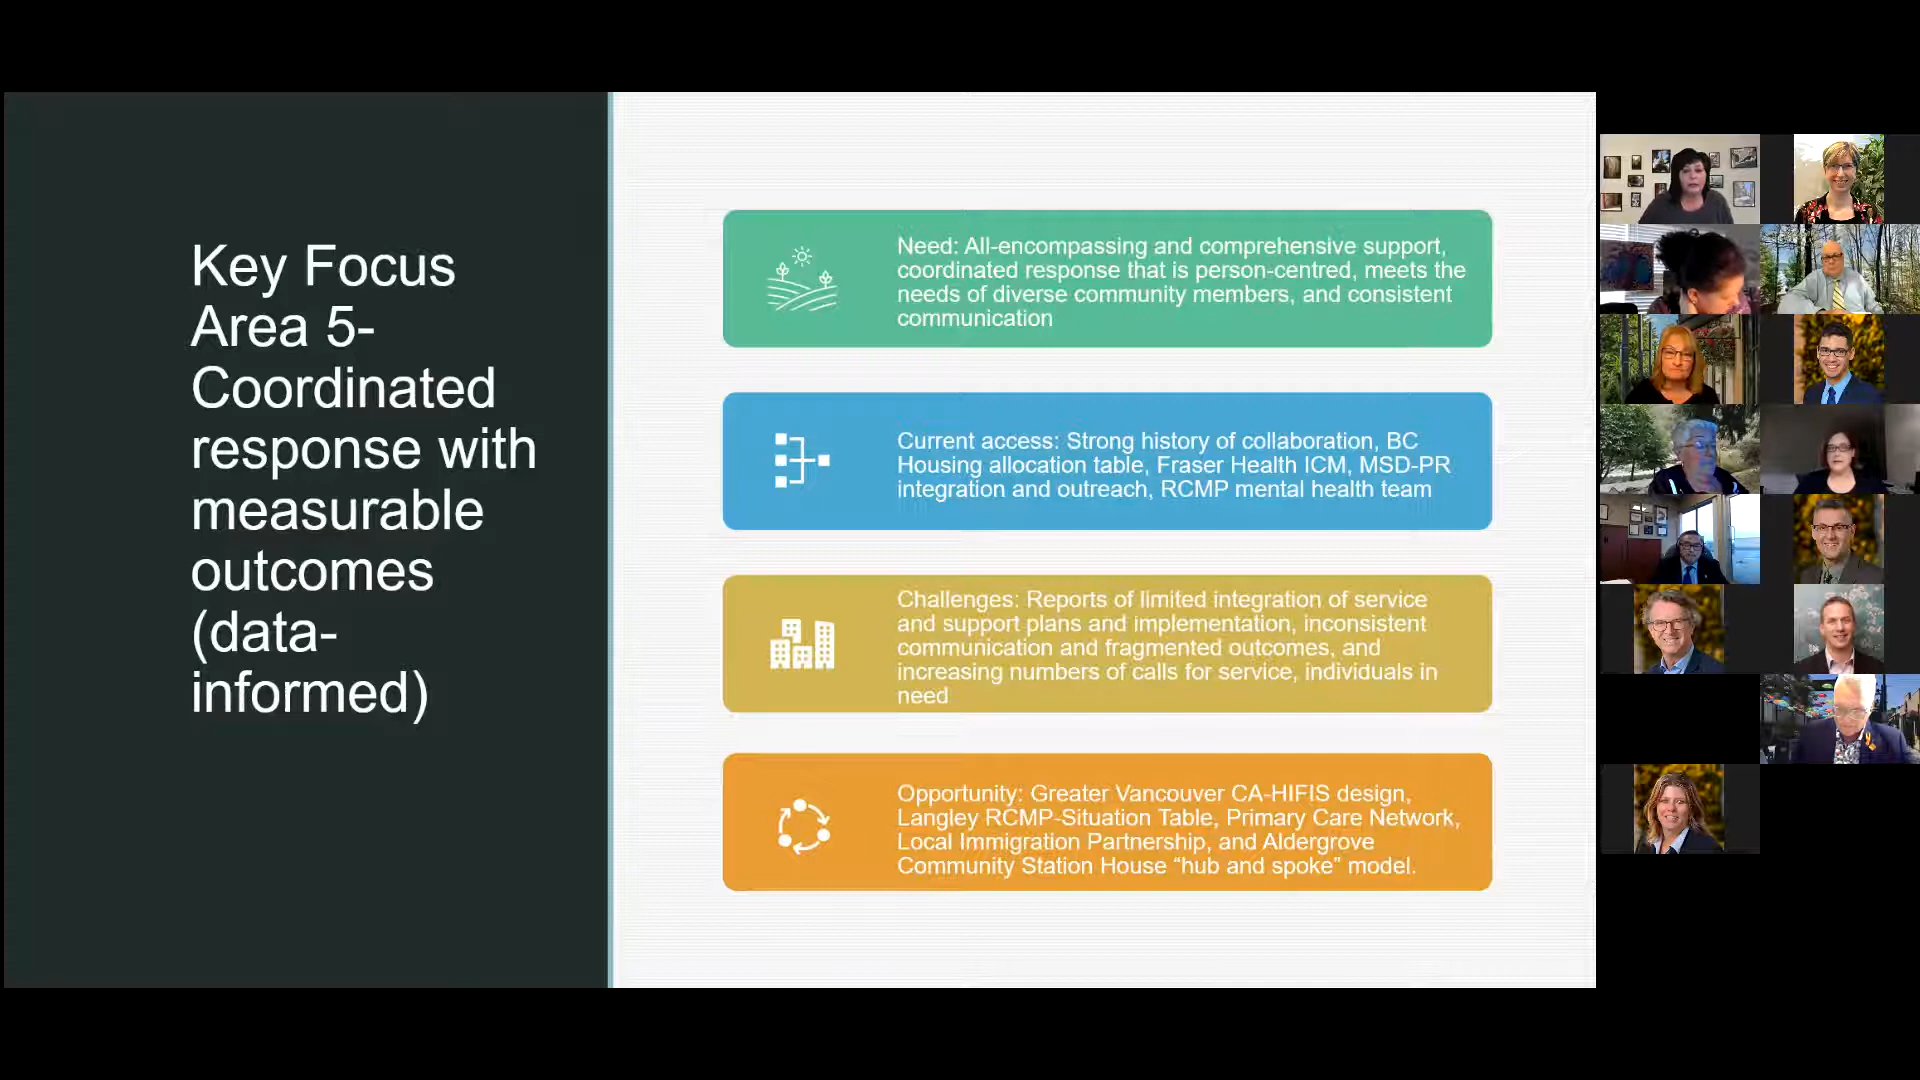 Key Focus
Area 5-
Coordinated
response with
measurable
outcomes
(data-
informed)
Need: All-encompassing and comprehensive support,
coordinated response that is person-centred, meets the
needs of diverse community members, and consistent
communication
Current access: Strong history of collaboration, BC
Housing allocation table, Fraser Health ICM, MSD-PR
integration and outreach, RCMP mental health team
Challenges: Reports of limited integration of service
and support plans and implementation, inconsistent
communication and fragmented outcomes, and
increasing numbers of calls for service, individuals in
need
Opportunity: Greater Vancouver CA-HIFIS design,
Langley RCMP-Situation Table, Primary Care Network,
Local Immigration Partnership, and Aldergrove
Community Station House “hub and spoke” model.